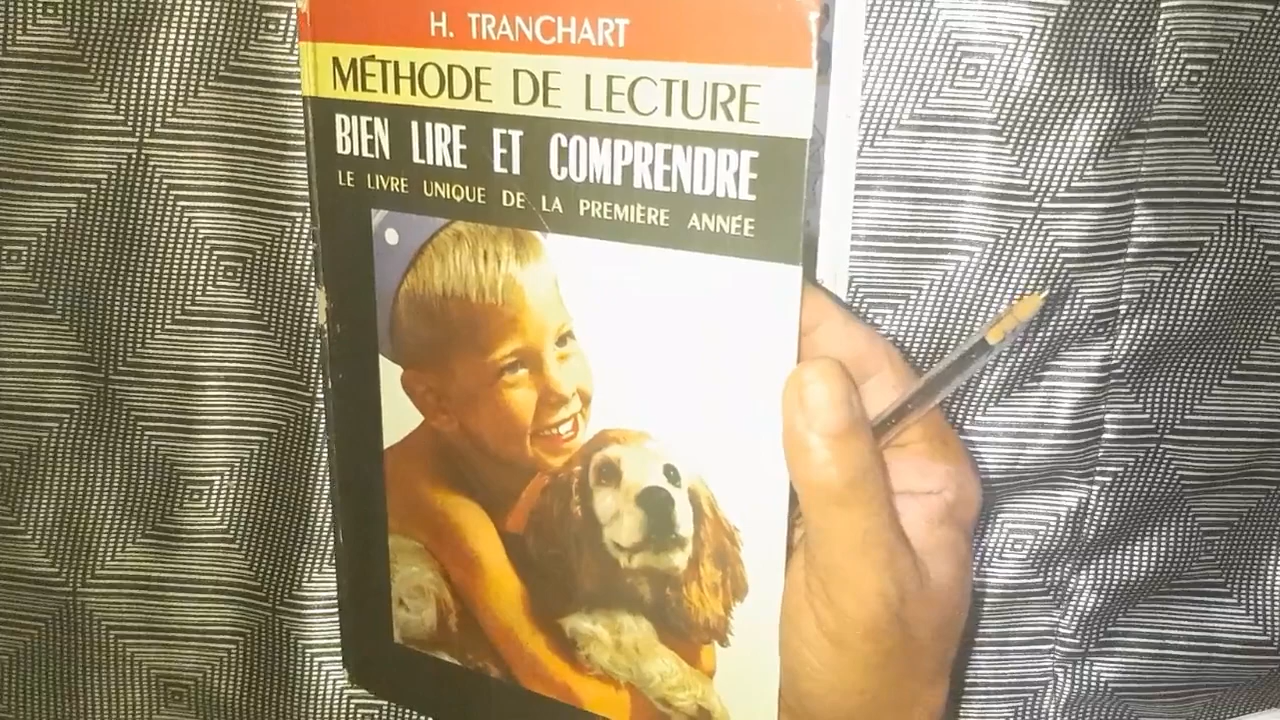 H. TRANCHART
MÉTHODE DE LECTURE
BIEN LIRE ET COMPRENDRE
LE LIVRE UNIQUE DE LA PREMIÈRE ANNÉE